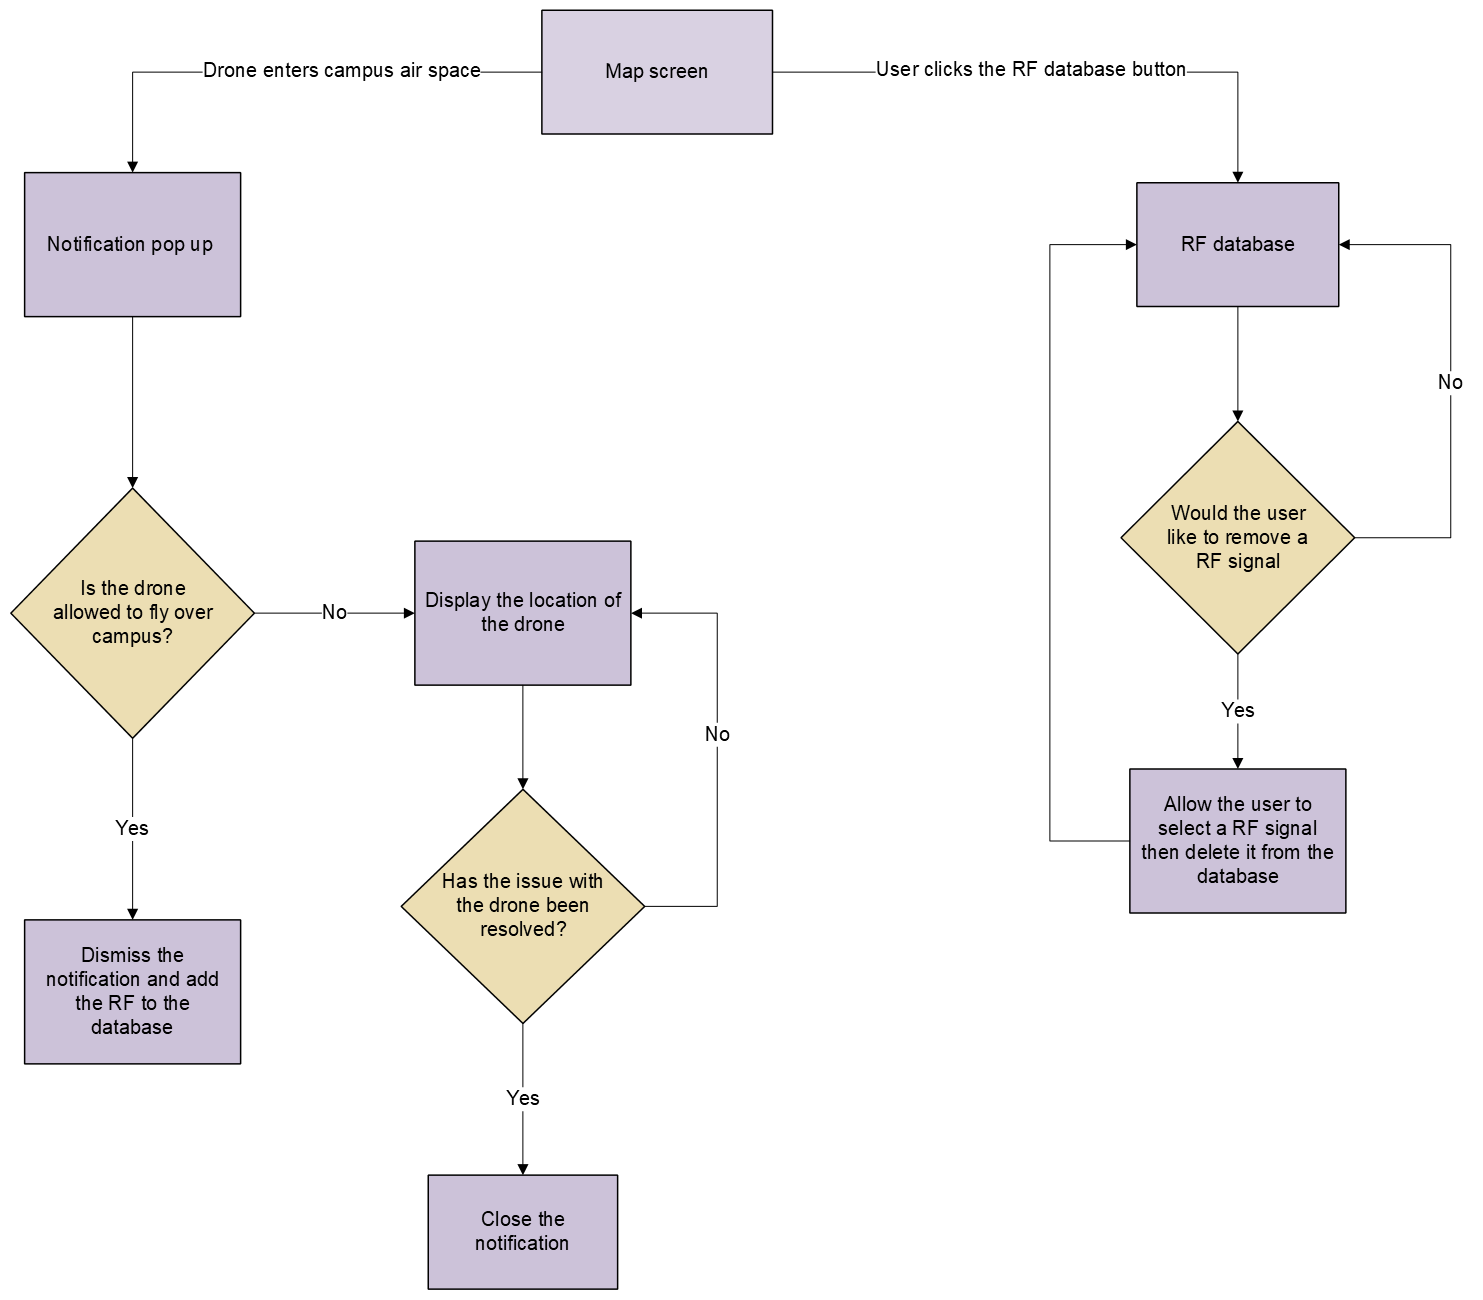 Drone enters campus air space
Map screen
User clicks the RF database button
Notification pop up
RF database
No
Would the user
like to remove a
RF signal
Is the drone
allowed to fly over
campus?
No
Display the location of
the drone
Yes
No
Yes
Allow the user to
select a RF signal
then delete it from the
database
Has the issue with
the drone been
resolved?
Dismiss the
notification and add
the RF to the
database
Yes
Close the
notification